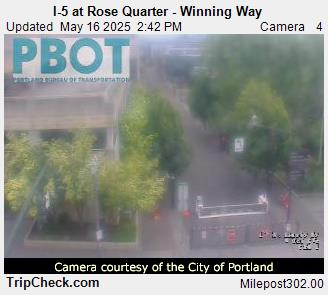 I-5 at Rose Quarter - Winning Way
Updated May 16 2025 2:42 PM Camera 4
PBOT
PORTLAND BUREAU OF TRANSPORTATION
Camera courtesy of the City of Portland
TripCheck.com Milepost302.00